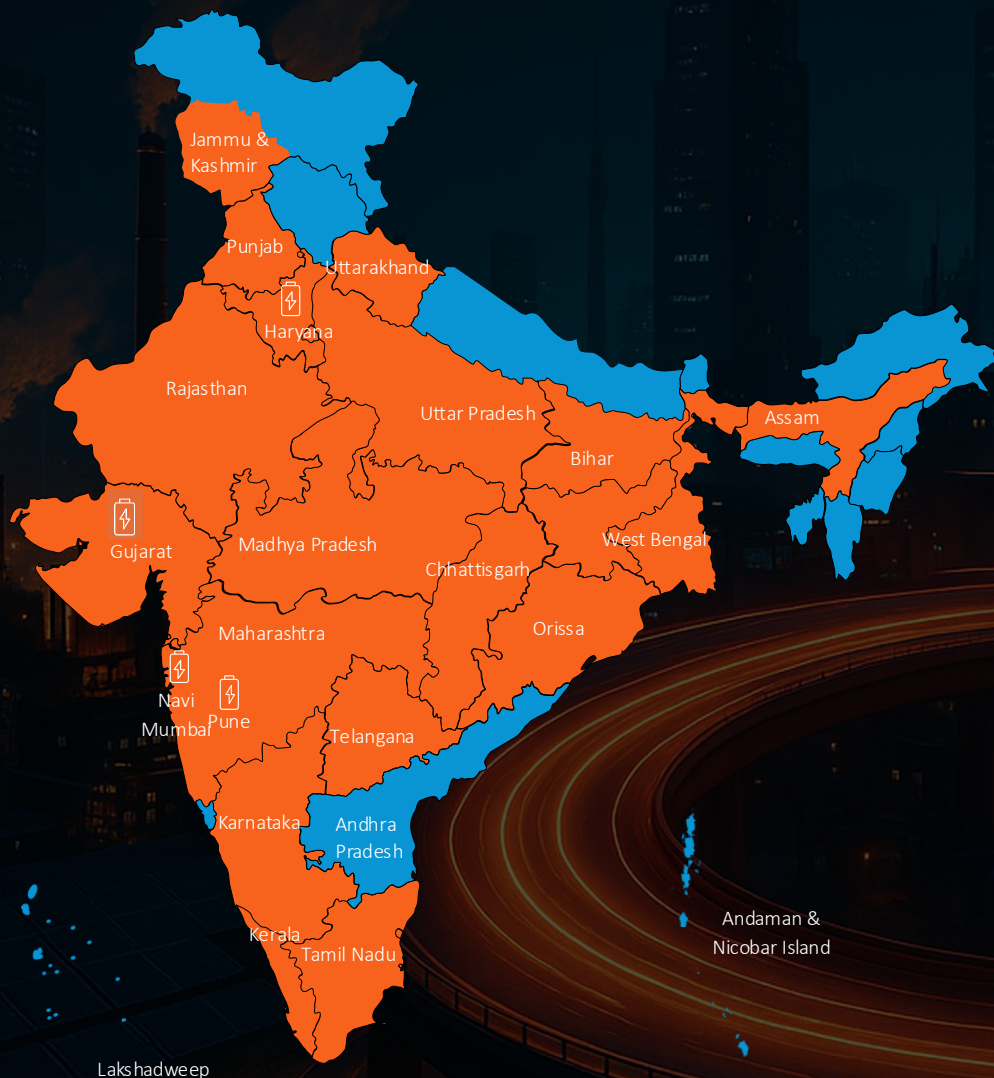 Jammu &
Kashmir
Punjab
Uttarakhand
Haryana
Rajasthan
Uttar Pradesh
Assam
Bihar
Gujarat
Madhya Pradesh
West Bengal
Chhattisgarh
Maharashtra
Orissa
Navi
Mumbai
Pune
Telangana
Karnataka
Andhra
Pradesh
Andaman &
Nicobar Island
Kerala
Tamil Nadu
Lakshadweep